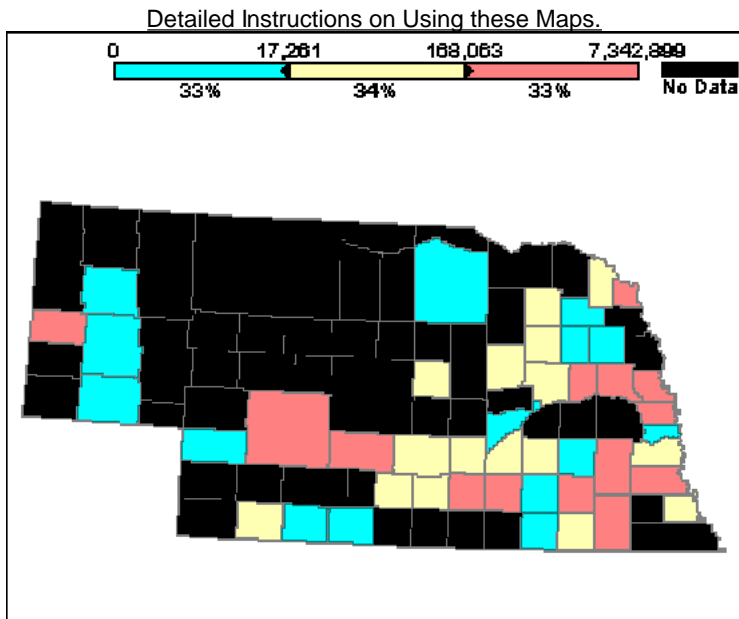 Detailed Instructions on Using these Maps.
0 17,261 168,063 7,342,899
33% 34% 33% No Data